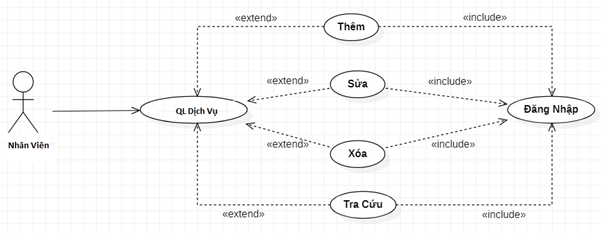 «extend»
Thêm
«include»
«extend»
Sửa
«include»
Nhân Viên
QL Dịch Vụ
Đăng Nhập
«extend»
Xóa
«include»
«extend»
Tra Cứu
«include»